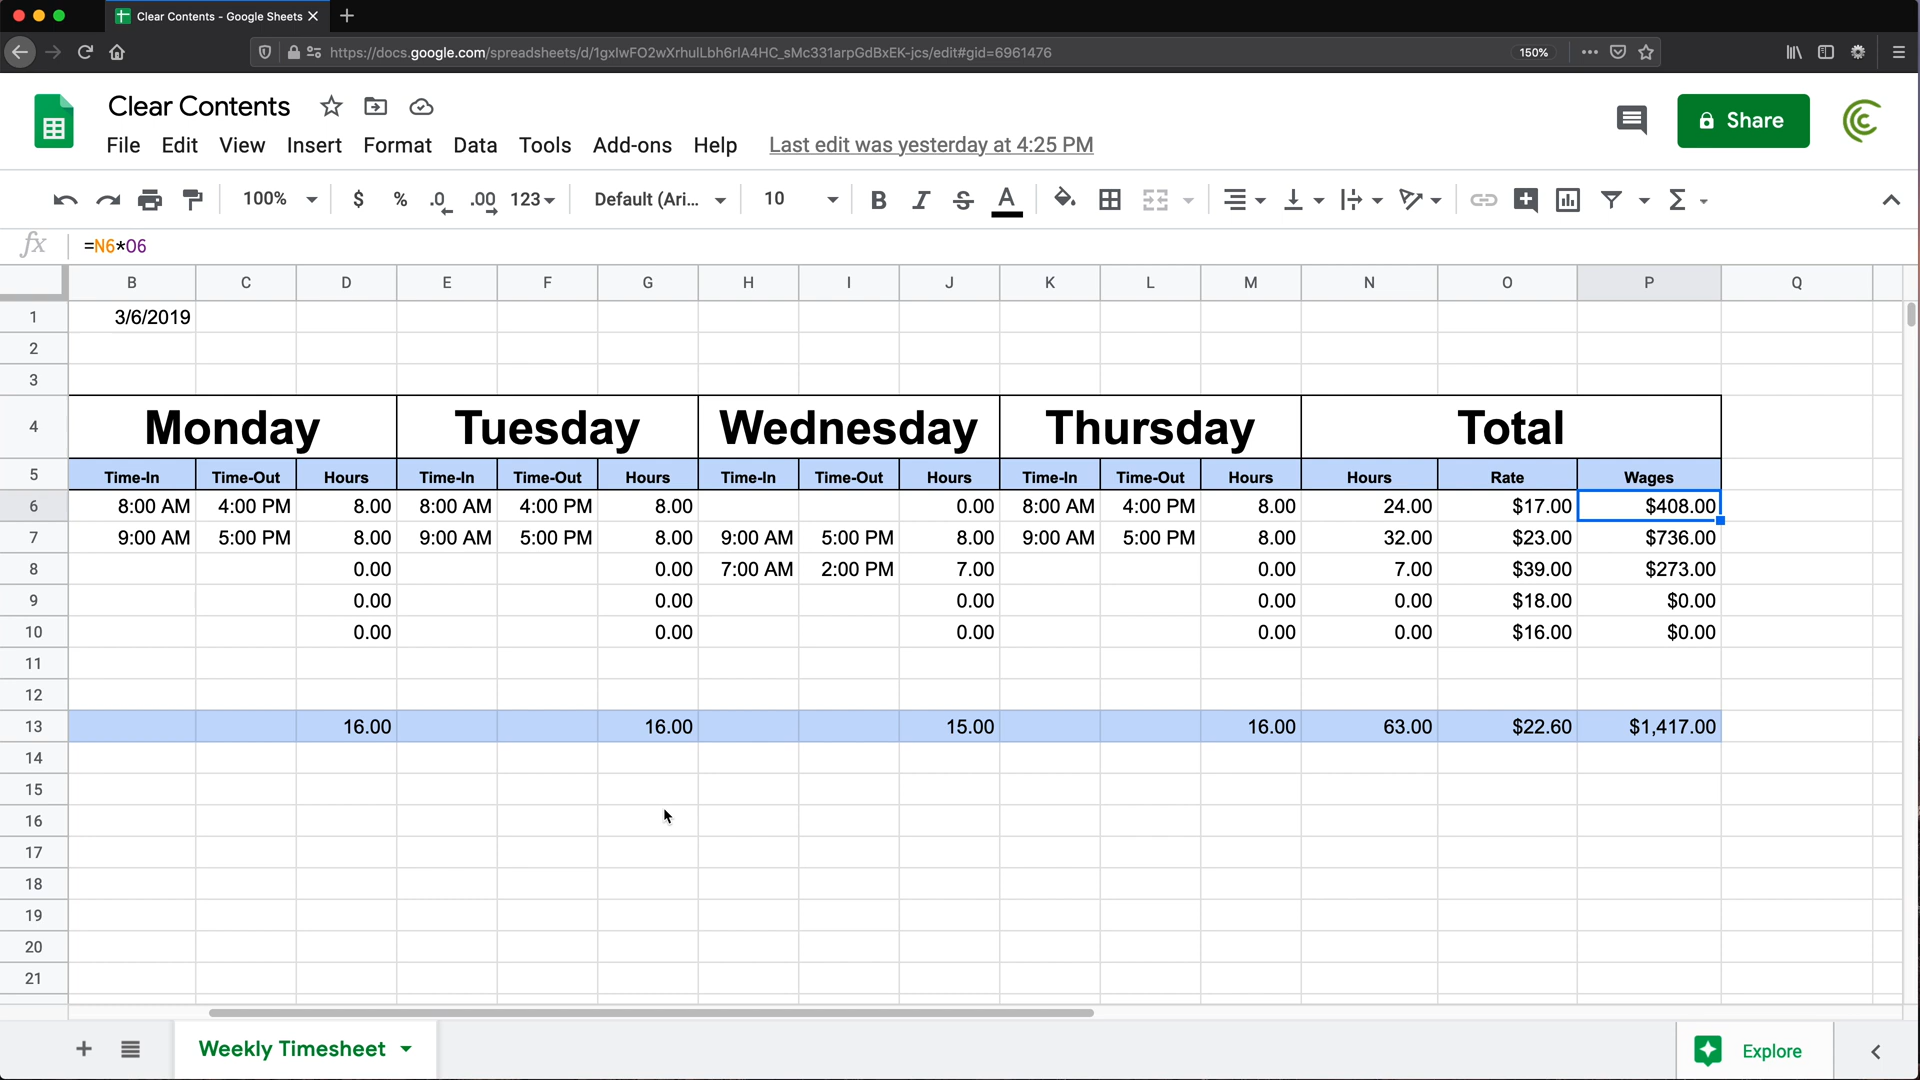 Clear Contents - Google Sheets
https://docs.google.com/spreadsheets/d/1gxlwFO2wXrhulLbh6rlA4HC_sMc331arpGdBxEK-jcs/edit#gid=6961476 150%
Clear Contents
Share
File Edit View Insert Format Data Tools Add-ons Help Last edit was yesterday at 4:25 PM
100% $ % .0 .00 123 Default (Ari... 10 B I S A Σ
fx =N6*O6
B C D E F G H I J K L M N O P Q
1 3/6/2019
2
3
4 Monday Tuesday Wednesday Thursday Total
5 Time-In Time-Out Hours Time-In Time-Out Hours Time-In Time-Out Hours Time-In Time-Out Hours Hours Rate Wages
6 8:00 AM 4:00 PM 8.00 8:00 AM 4:00 PM 8.00 0.00 8:00 AM 4:00 PM 8.00 24.00 $17.00 $408.00
7 9:00 AM 5:00 PM 8.00 9:00 AM 5:00 PM 8.00 9:00 AM 5:00 PM 8.00 9:00 AM 5:00 PM 8.00 32.00 $23.00 $736.00
8 0.00 0.00 7:00 AM 2:00 PM 7.00 0.00 7.00 $39.00 $273.00
9 0.00 0.00 0.00 0.00 0.00 $18.00 $0.00
10 0.00 0.00 0.00 0.00 0.00 $16.00 $0.00
11
12
13 16.00 16.00 15.00 16.00 63.00 $22.60 $1,417.00
14
15
16
17
18
19
20
21
Weekly Timesheet Explore